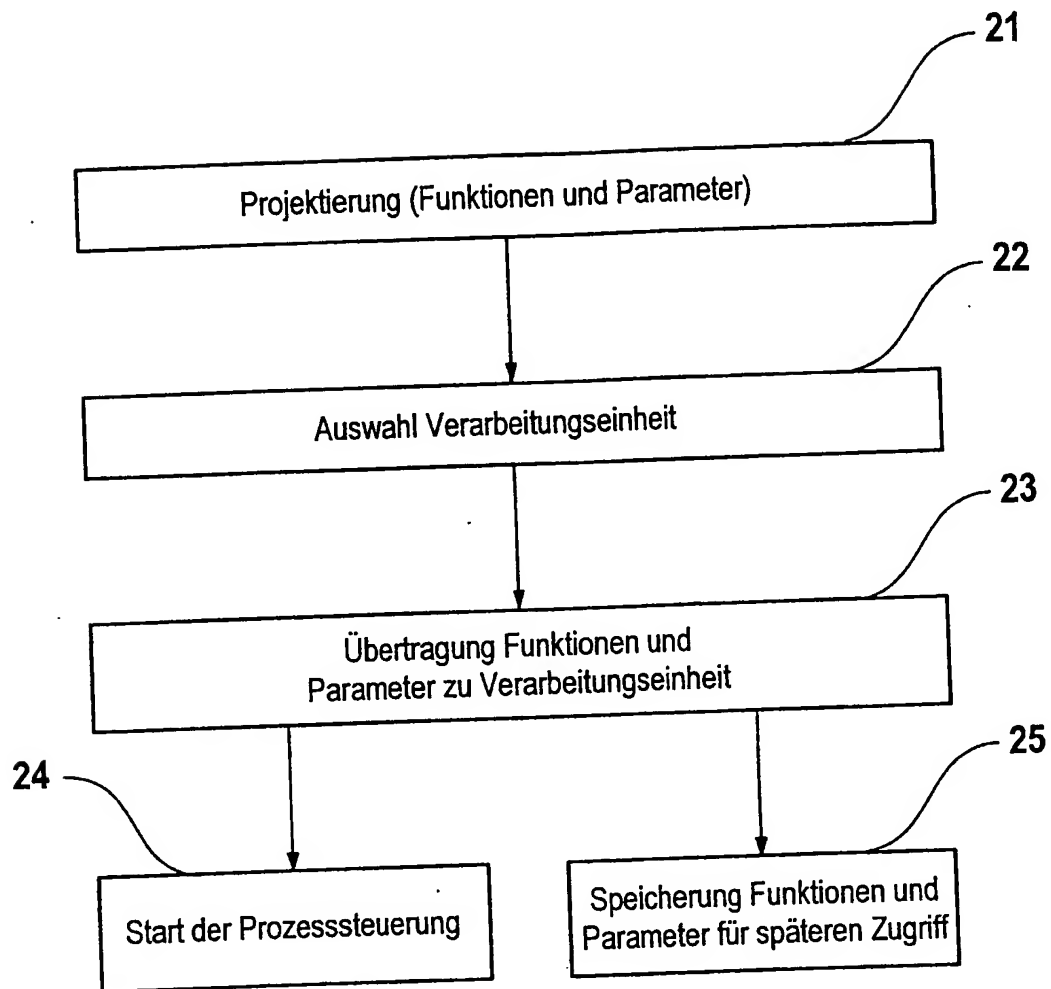 21
Projektierung (Funktionen und Parameter)
22
Auswahl Verarbeitungseinheit
23
Übertragung Funktionen und
Parameter zu Verarbeitungseinheit
24
25
Start der Prozesssteuerung
Speicherung Funktionen und
Parameter für späteren Zugriff